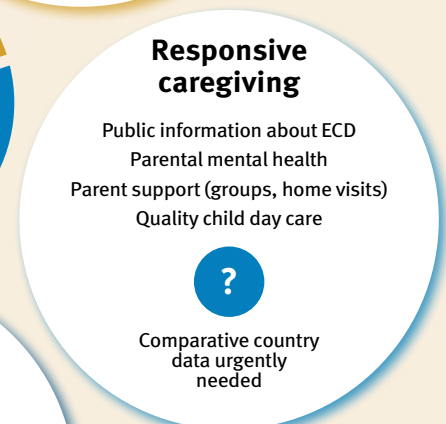 Responsive
caregiving
Public information about ECD
Parental mental health
Parent support (groups, home visits)
Quality child day care
?
Comparative country
data urgently
needed